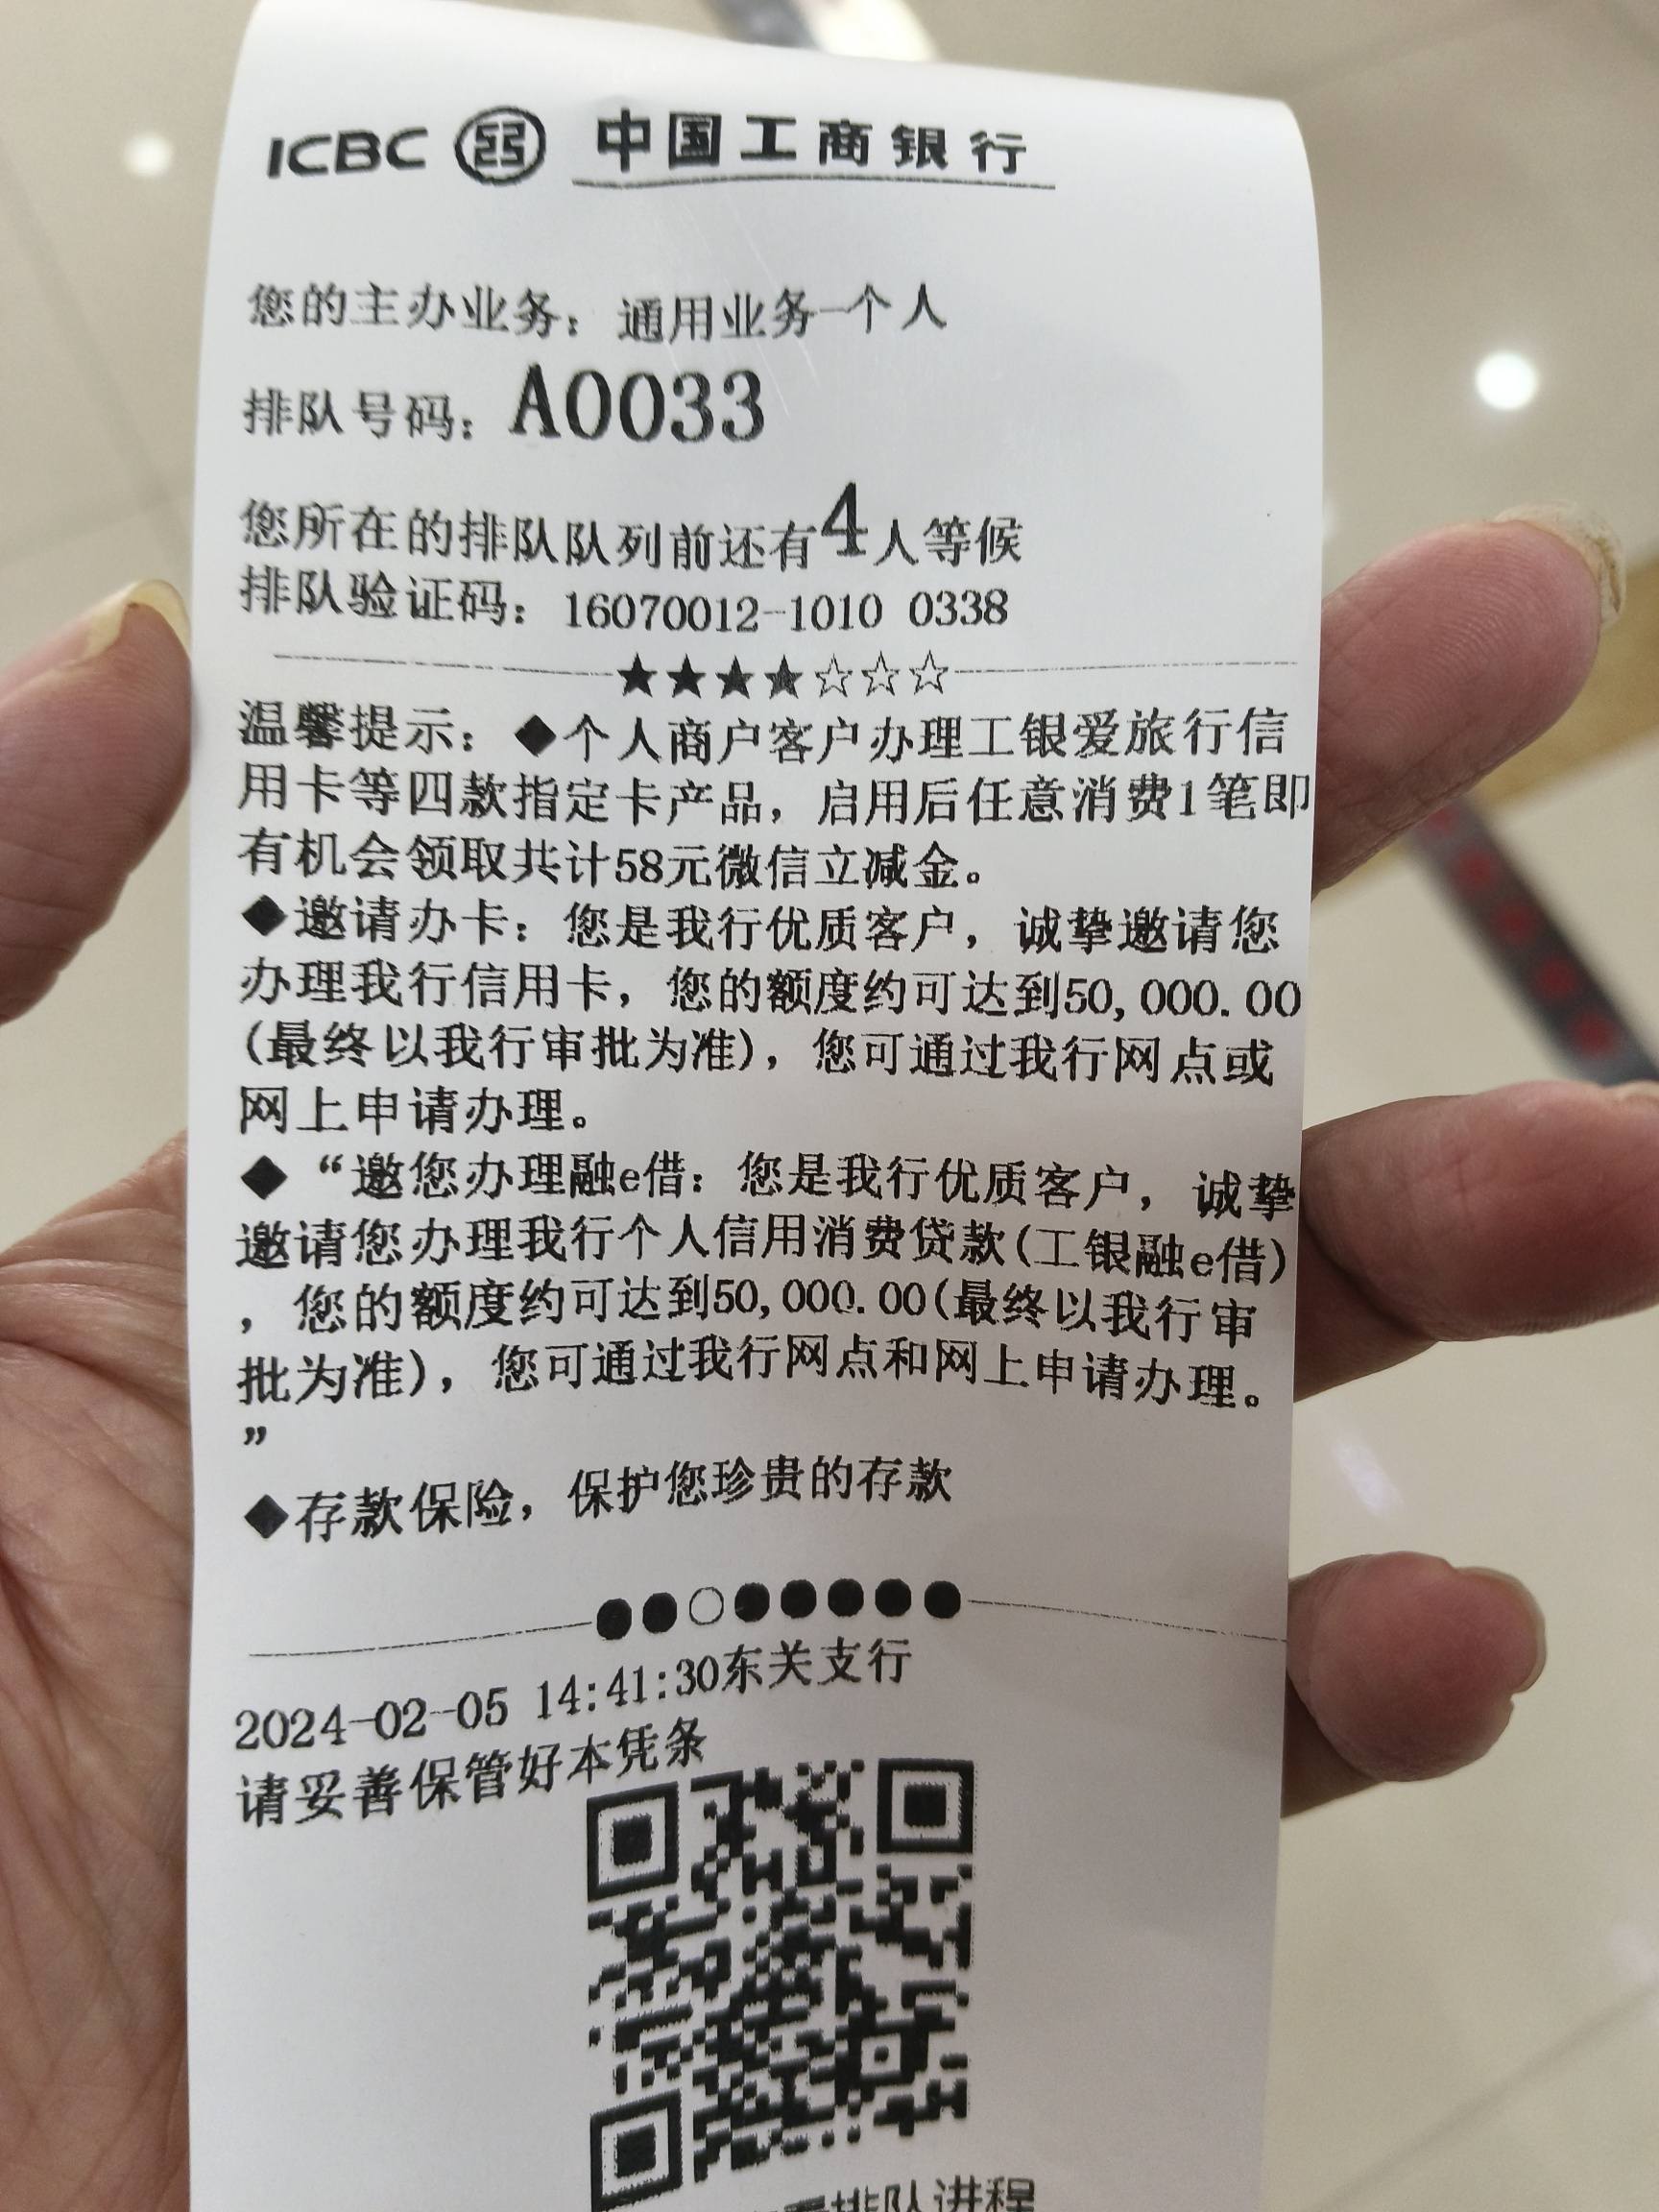 ICBC 中国工商银行
您的主办业务：通用业务-个人
排队号码：A0033
您所在的排队队列前还有4人等候
排队验证码：16070012-1010 0338
★★★★☆☆☆
温馨提示：◆个人商户客户办理工银爱旅行信
用卡等四款指定卡产品，启用后任意消费1笔即
有机会领取共计58元微信立减金。
◆邀请办卡：您是我行优质客户，诚挚邀请您
办理我行信用卡，您的额度约可达到50,000.00
(最终以我行审批为准)，您可通过我行网点或
网上申请办理。
◆“邀您办理融e借：您是我行优质客户，诚挚
邀请您办理我行个人信用消费贷款(工银融e借)
，您的额度约可达到50,000.00(最终以我行审
批为准)，您可通过我行网点和网上申请办理。
”
◆存款保险，保护您珍贵的存款
●●○●●●●●
2024-02-05 14:41:30东关支行
请妥善保管好本凭条
排队进程